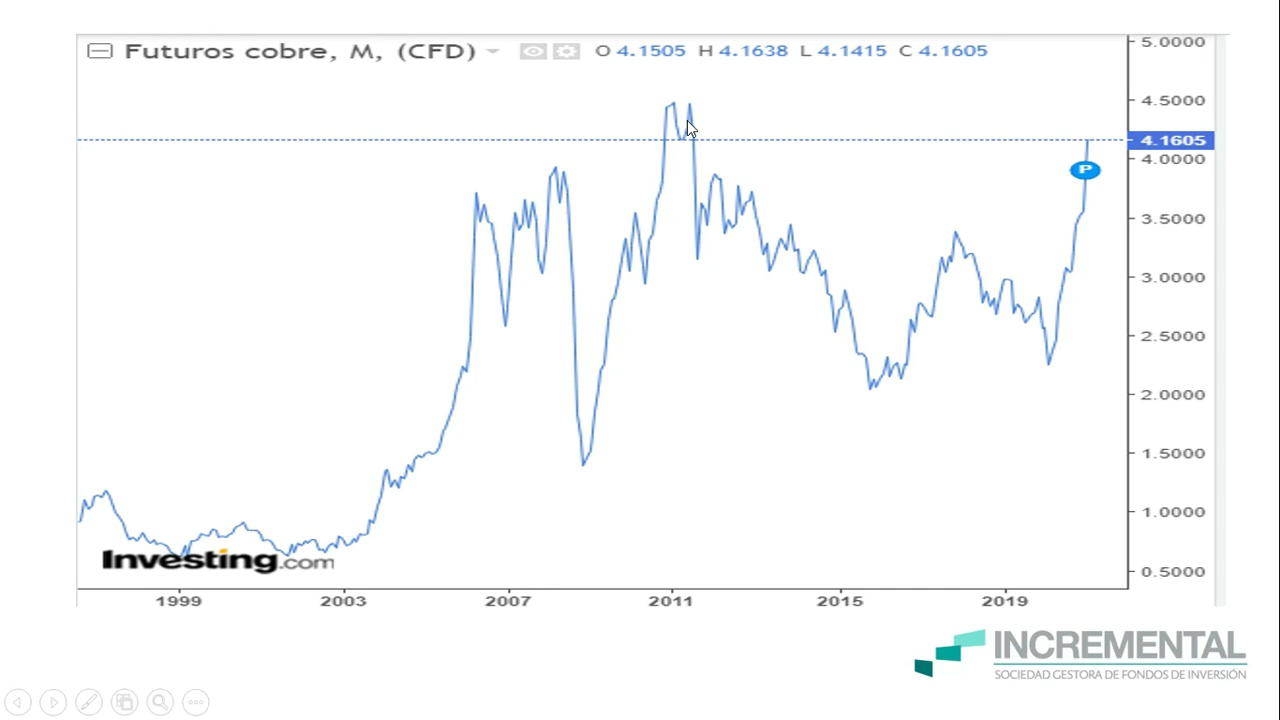 Futuros cobre, M, (CFD) O 4.1505 H 4.1638 L 4.1415 C 4.1605
5.0000
4.5000
4.1605
4.0000
P
3.5000
3.0000
2.5000
2.0000
1.5000
1.0000
0.5000
Investing.com
1999 2003 2007 2011 2015 2019
INCREMENTAL
SOCIEDAD GESTORA DE FONDOS DE INVERSIÓN